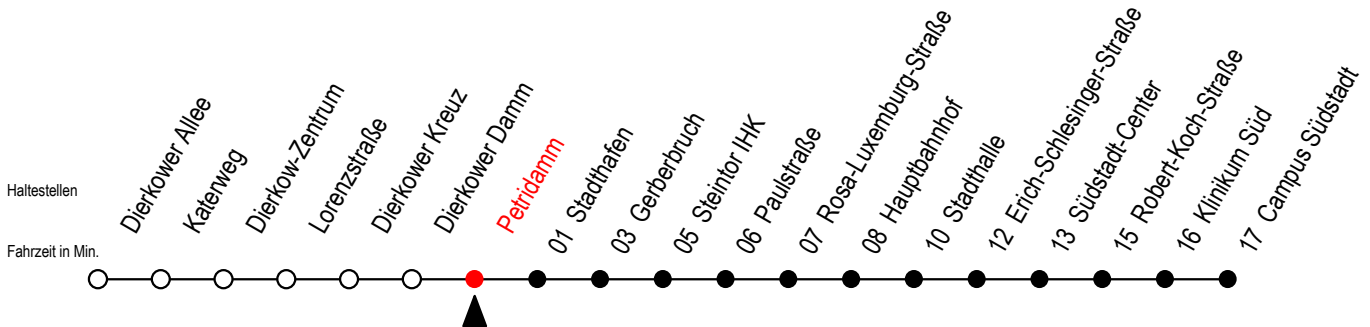 Haltestellen
Fahrzeit in Min.
Dierkower Allee
Katerweg
Dierkow-Zentrum
Lorenzstraße
Dierkower Kreuz
Dierkower Damm
Petridamm
01 Stadthafen
03 Gerberbruch
05 Steintor IHK
06 Paulstraße
07 Rosa-Luxemburg-Straße
08 Hauptbahnhof
10 Stadthalle
12 Erich-Schlesinger-Straße
13 Südstadt-Center
15 Robert-Koch-Straße
16 Klinikum Süd
17 Campus Südstadt